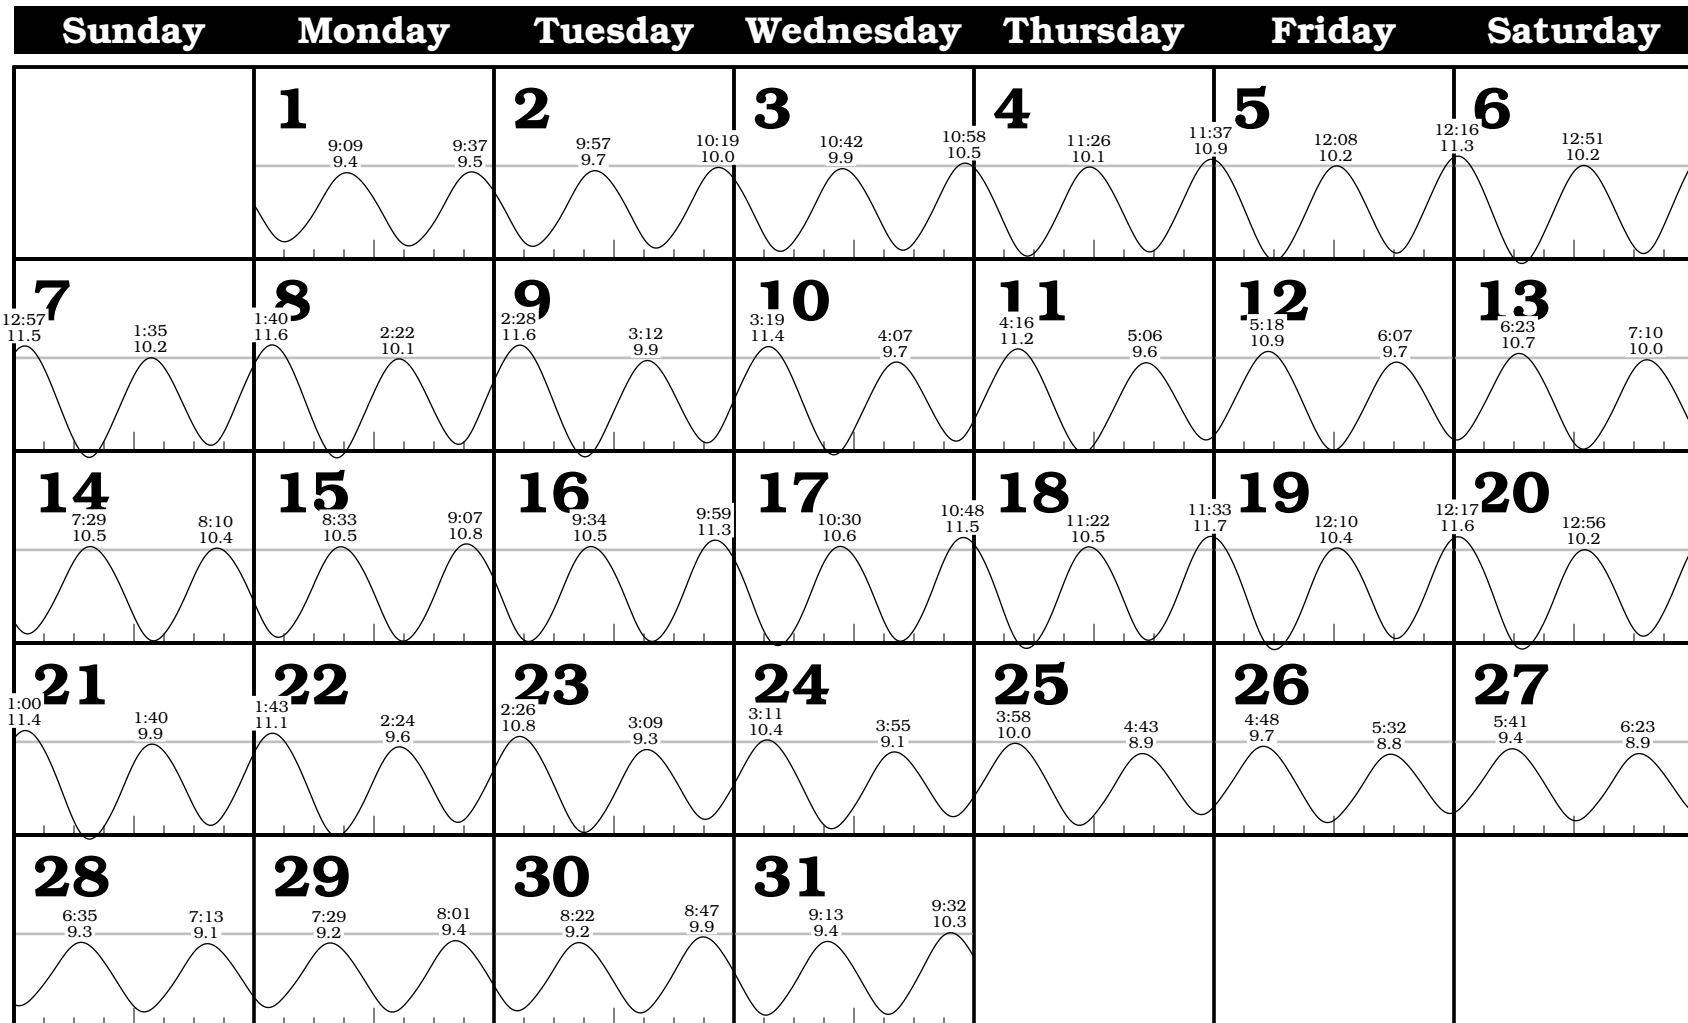 Sunday Monday Tuesday Wednesday Thursday Friday Saturday
1 2 3 4 5 6
9:09 9:37 9:57 10:19 10:42 10:58 11:26 11:37 12:08 12:16 12:51
9.4 9.5 9.7 10.0 9.9 10.5 10.1 10.9 10.2 11.3 10.2
7 8 9 10 11 12 13
12:57 1:35 1:40 2:22 2:28 3:12 3:19 4:07 4:16 5:06 5:18 6:07 6:23 7:10
11.5 10.2 11.6 10.1 11.6 9.9 11.4 9.7 11.2 9.6 10.9 9.7 10.7 10.0
14 15 16 17 18 19 20
7:29 8:10 8:33 9:07 9:34 9:59 10:30 10:48 11:22 11:33 12:10 12:17 12:56
10.5 10.4 10.5 10.8 10.5 11.3 10.6 11.5 10.5 11.7 10.4 11.6 10.2
21 22 23 24 25 26 27
1:00 1:40 1:43 2:24 2:26 3:09 3:11 3:55 3:58 4:43 4:48 5:32 5:41 6:23
11.4 9.9 11.1 9.6 10.8 9.3 10.4 9.1 10.0 8.9 9.7 8.8 9.4 8.9
28 29 30 31
6:35 7:13 7:29 8:01 8:22 8:47 9:13 9:32
9.3 9.1 9.2 9.4 9.2 9.9 9.4 10.3